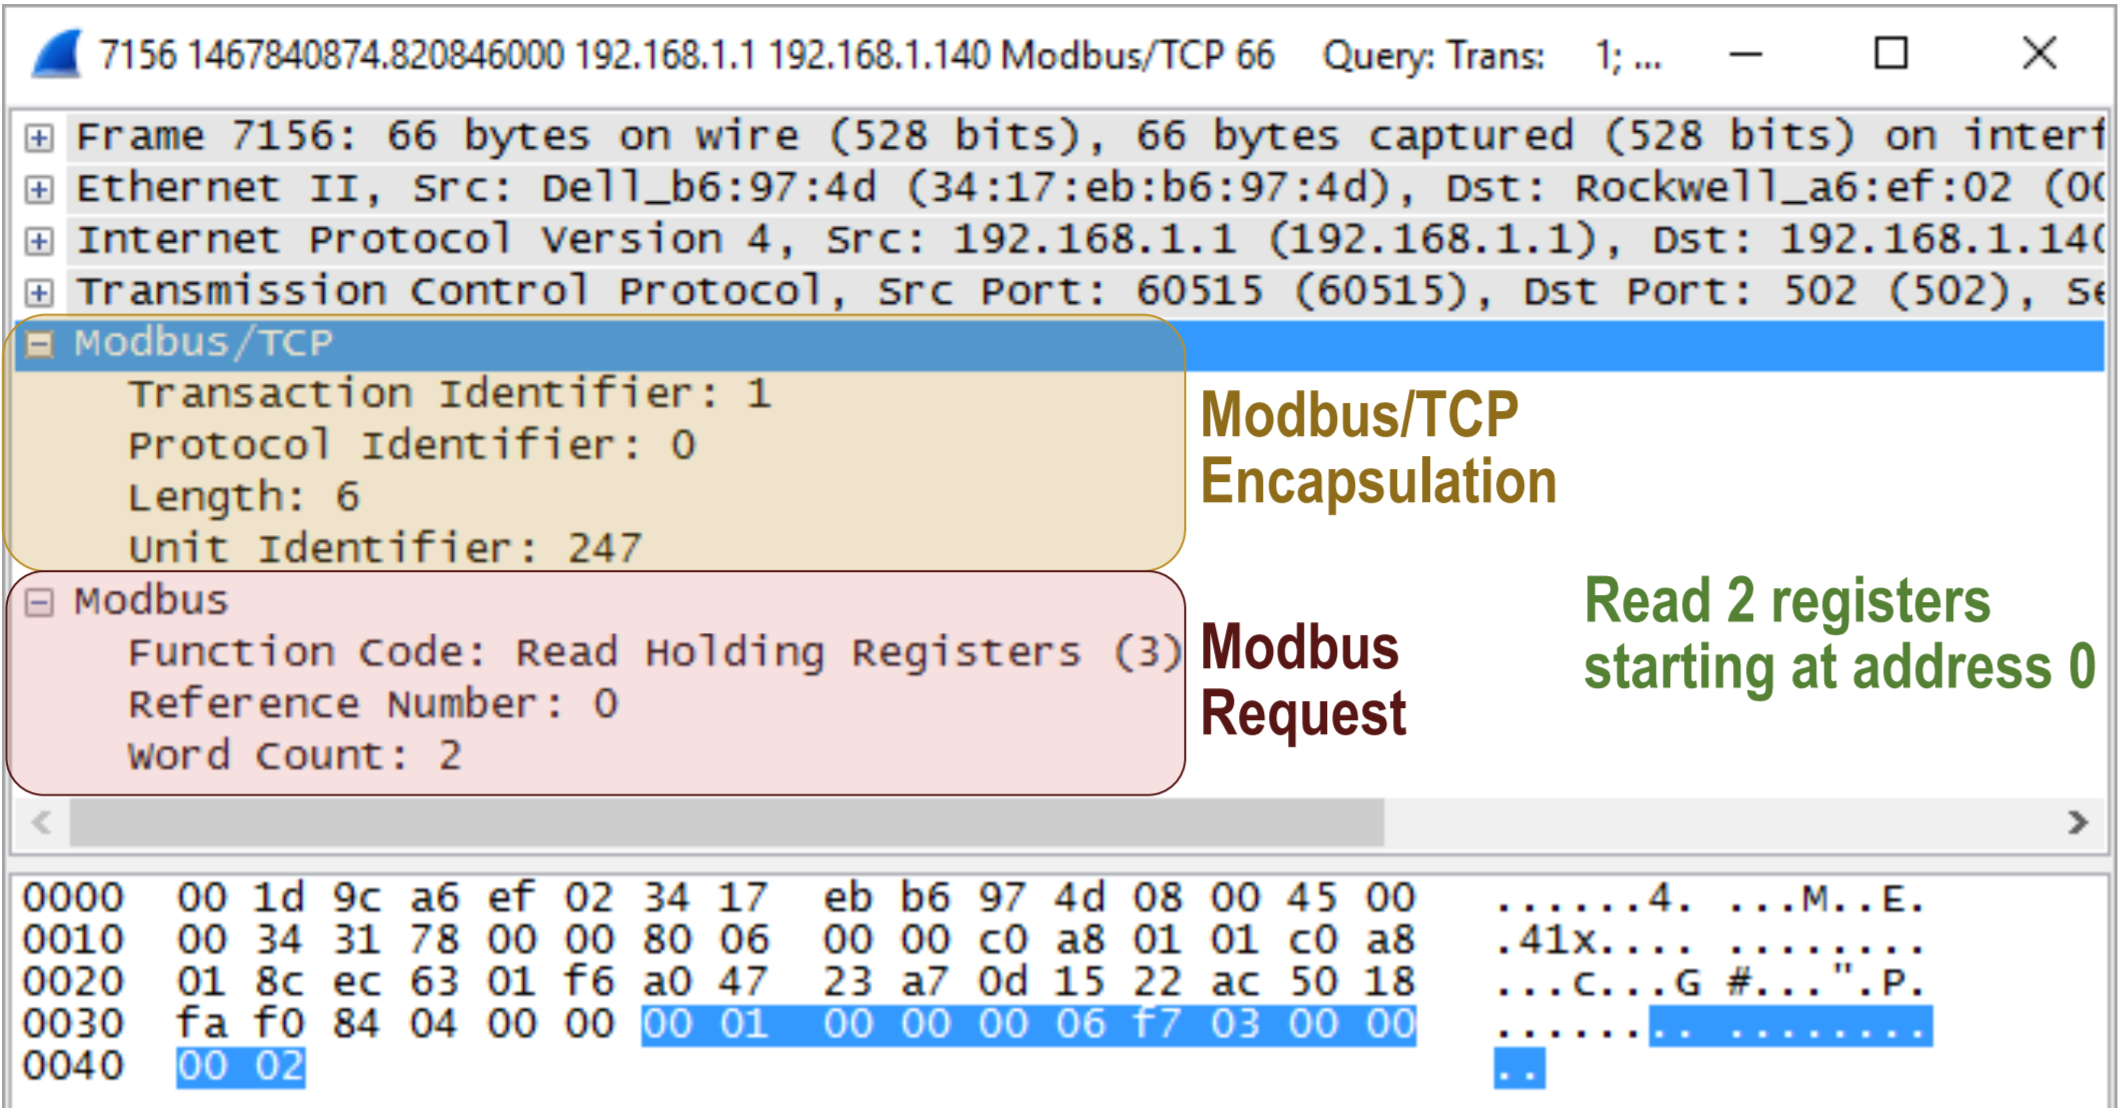 7156 1467840874.820846000 192.168.1.1 192.168.1.140 Modbus/TCP 66 Query: Trans: 1; ...
Frame 7156: 66 bytes on wire (528 bits), 66 bytes captured (528 bits) on interf
Ethernet II, Src: Dell_b6:97:4d (34:17:eb:b6:97:4d), Dst: Rockwell_a6:ef:02 (00
Internet Protocol Version 4, Src: 192.168.1.1 (192.168.1.1), Dst: 192.168.1.140
Transmission Control Protocol, Src Port: 60515 (60515), Dst Port: 502 (502), Se
Modbus/TCP
Transaction Identifier: 1
Protocol Identifier: 0
Length: 6
Unit Identifier: 247
Modbus/TCP
Encapsulation
Modbus
Function Code: Read Holding Registers (3)
Reference Number: 0
Word Count: 2
Modbus
Request
Read 2 registers
starting at address 0
0000 00 1d 9c a6 ef 02 34 17 eb b6 97 4d 08 00 45 00 ......4. ...M..E.
0010 00 34 31 78 00 00 80 06 00 00 c0 a8 01 01 c0 a8 .41x.... ........
0020 01 8c ec 63 01 f6 a0 47 23 a7 0d 15 22 ac 50 18 ...c...G #...".P.
0030 fa f0 84 04 00 00 00 01 00 00 00 06 f7 03 00 00 ........ ........
0040 00 02 ..